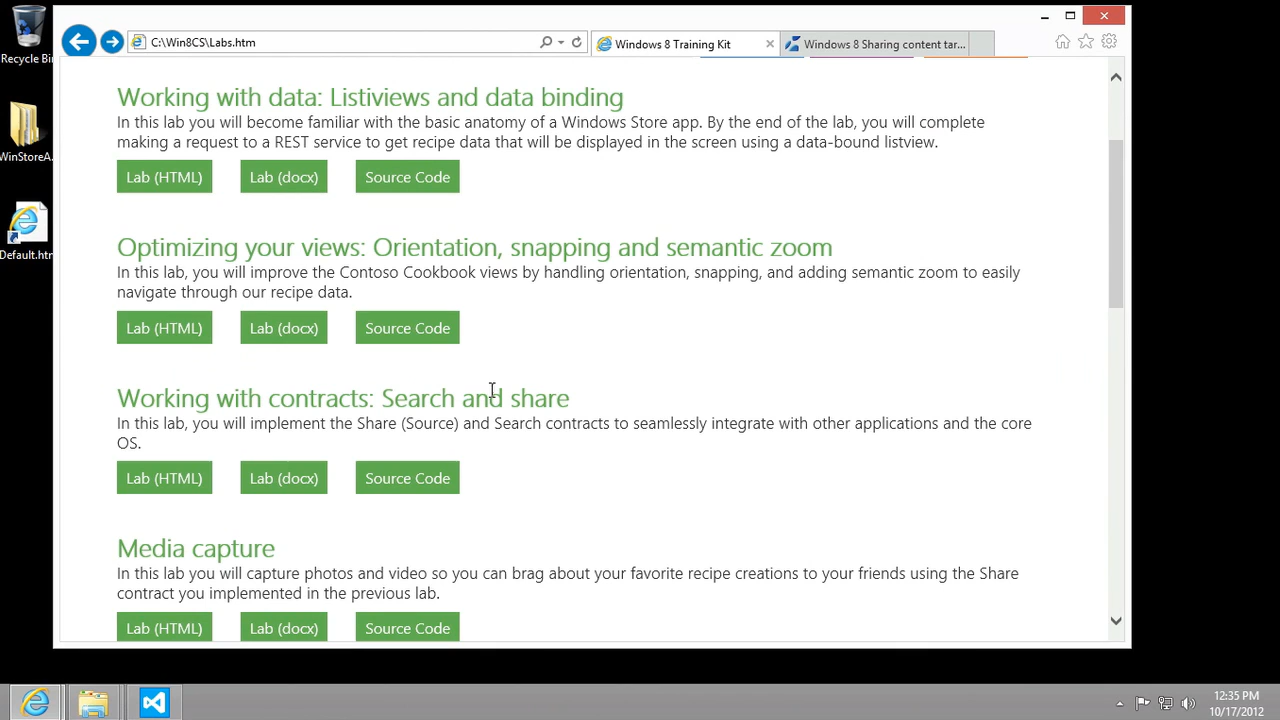 Recycle Bin
WinStoreA...
Default.htm
C:\Win8CS\Labs.htm
Windows 8 Training Kit
Windows 8 Sharing content tar...
Working with data: Listviews and data binding
In this lab you will become familiar with the basic anatomy of a Windows Store app. By the end of the lab, you will complete
making a request to a REST service to get recipe data that will be displayed in the screen using a data-bound listview.
Lab (HTML)
Lab (docx)
Source Code
Optimizing your views: Orientation, snapping and semantic zoom
In this lab, you will improve the Contoso Cookbook views by handling orientation, snapping, and adding semantic zoom to easily
navigate through our recipe data.
Lab (HTML)
Lab (docx)
Source Code
Working with contracts: Search and share
In this lab, you will implement the Share (Source) and Search contracts to seamlessly integrate with other applications and the core
OS.
Lab (HTML)
Lab (docx)
Source Code
Media capture
In this lab you will capture photos and video so you can brag about your favorite recipe creations to your friends using the Share
contract you implemented in the previous lab.
Lab (HTML)
Lab (docx)
Source Code
12:35 PM
10/17/2012